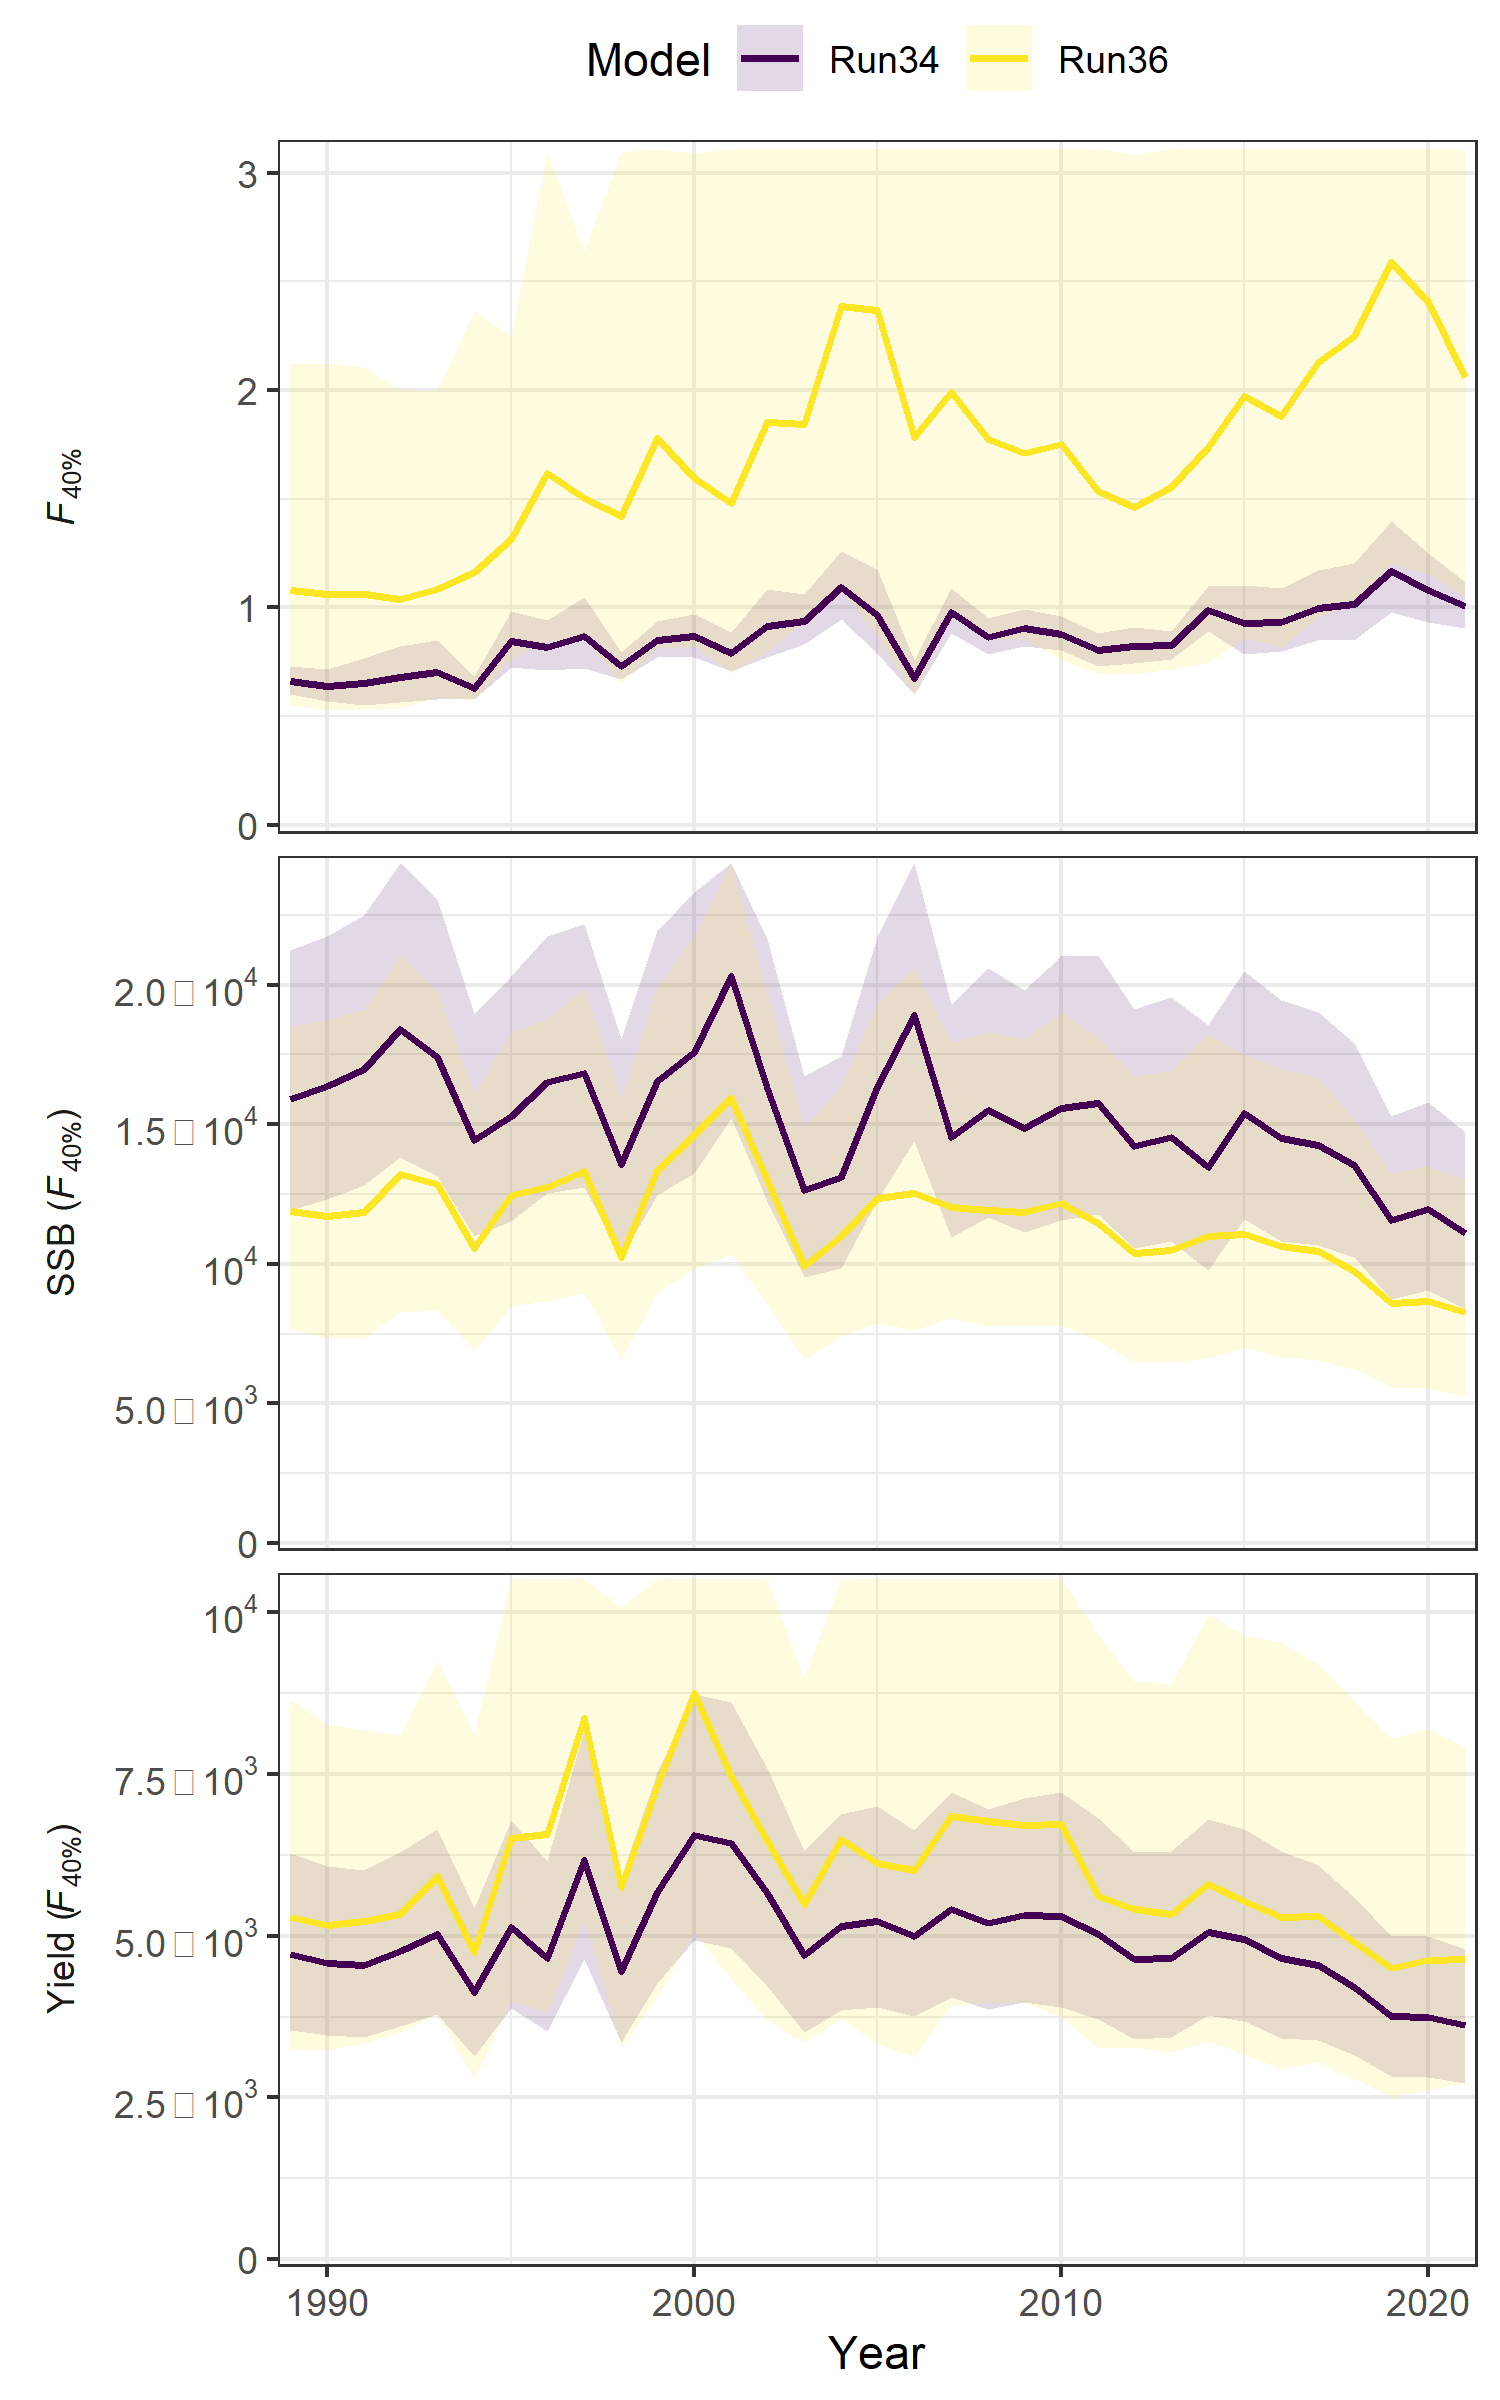 Model Run34 Run36
3
2
1
0
F40%
2.0 □ 10^4
1.5 □ 10^4
10^4
5.0 □ 10^3
0
SSB (F40%)
10^4
7.5 □ 10^3
5.0 □ 10^3
2.5 □ 10^3
0
Yield (F40%)
1990 2000 2010 2020
Year